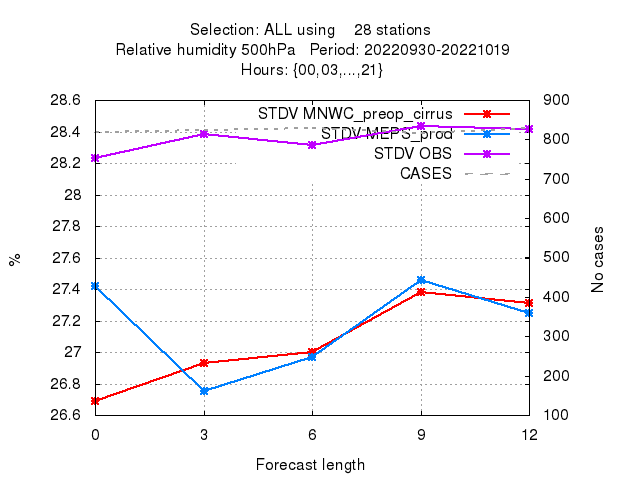 Selection: ALL using 28 stations
Relative humidity 500hPa Period: 20220930-20221019
Hours: {00,03,...,21}
28.6 900
STDV MNWC_preop_cirrus
28.4 STDV MEPS_prod 800
STDV OBS
28.2
CASES 700
28
27.8 600
27.6 500
% No cases
27.4 400
27.2 300
27
200
26.8
26.6 100
0 3 6 9 12
Forecast length